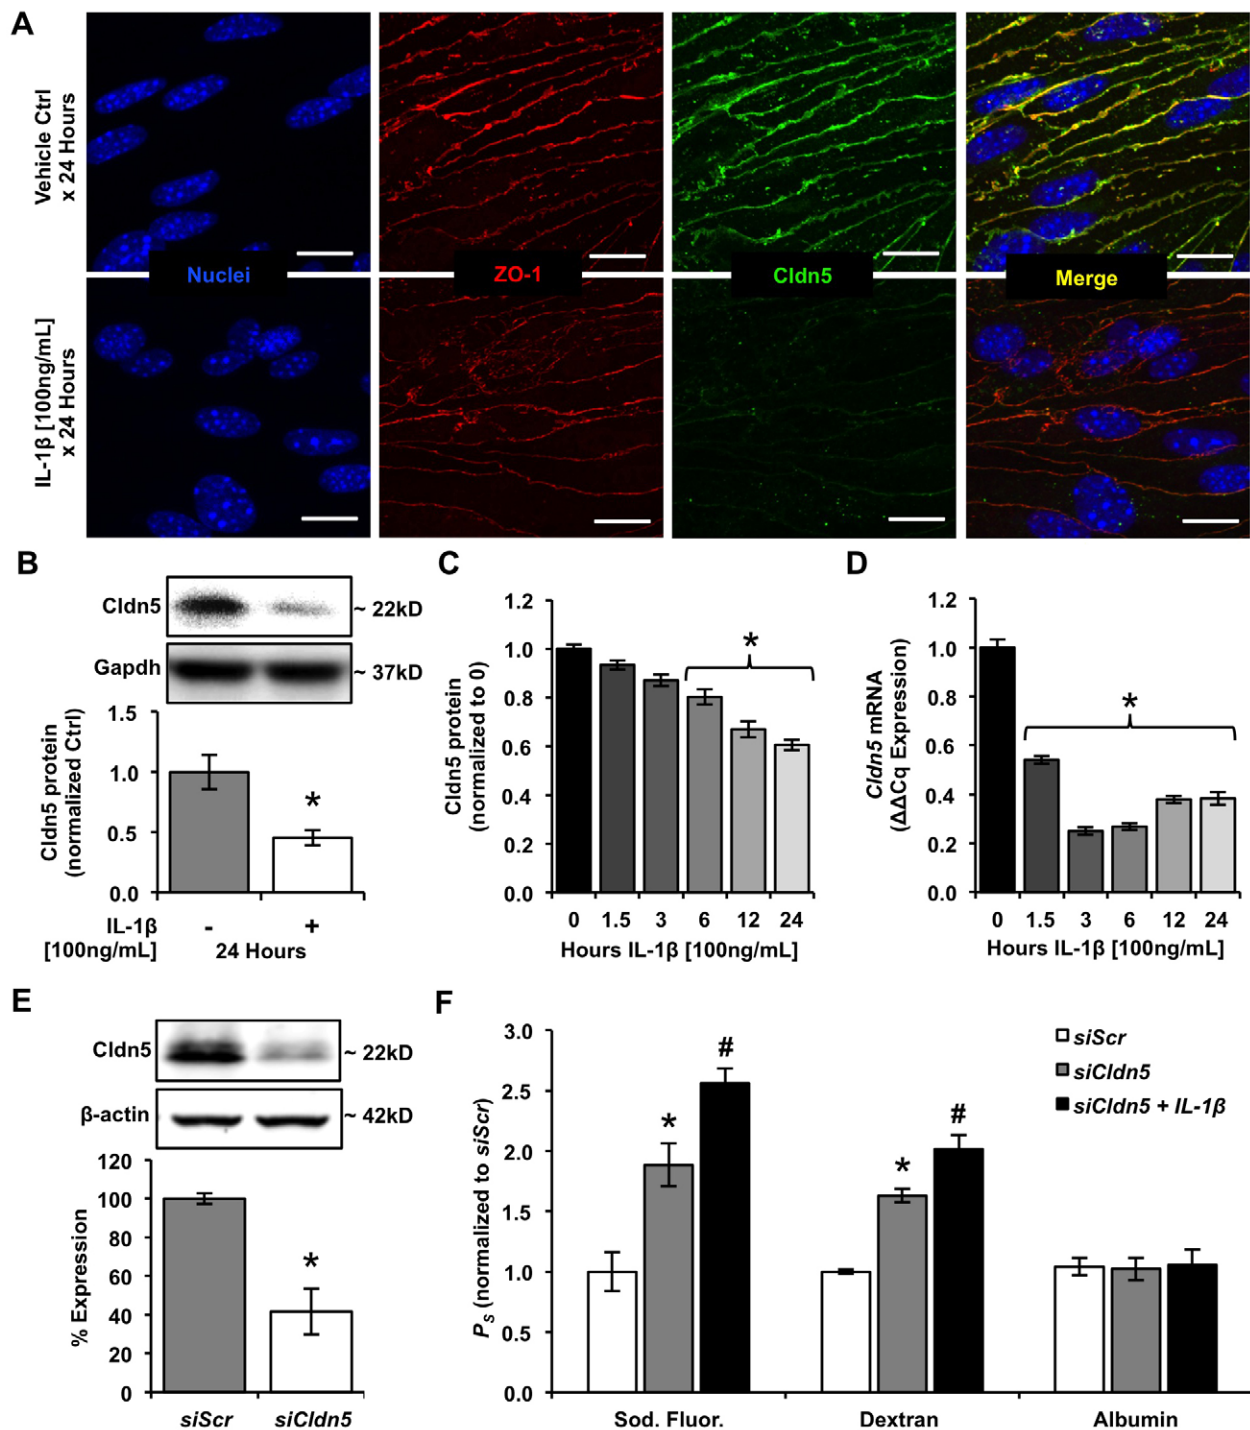 A
Vehicle Ctrl
x 24 Hours
Nuclei
ZO-1
Cldn5
Merge
IL-1β [100ng/mL]
x 24 Hours
B
Cldn5
~ 22kD
Gapdh
~ 37kD
Cldn5 protein
(normalized Ctrl)
1.5
1.0
0.5
0.0
*
IL-1β
[100ng/mL]
- +
24 Hours
C
Cldn5 protein
(normalized to 0)
1.2
1.0
0.8
0.6
0.4
0.2
0.0
*
0 1.5 3 6 12 24
Hours IL-1β [100ng/mL]
D
Cldn5 mRNA
(ΔΔCq Expression)
1.2
1.0
0.8
0.6
0.4
0.2
0.0
*
0 1.5 3 6 12 24
Hours IL-1β [100ng/mL]
E
Cldn5
~ 22kD
β-actin
~ 42kD
% Expression
120
100
80
60
40
20
0
*
siScr siCldn5
F
PS (normalized to siScr)
3.0
2.5
2.0
1.5
1.0
0.5
0.0
* #
* #
siScr
siCldn5
siCldn5 + IL-1β
Sod. Fluor. Dextran Albumin